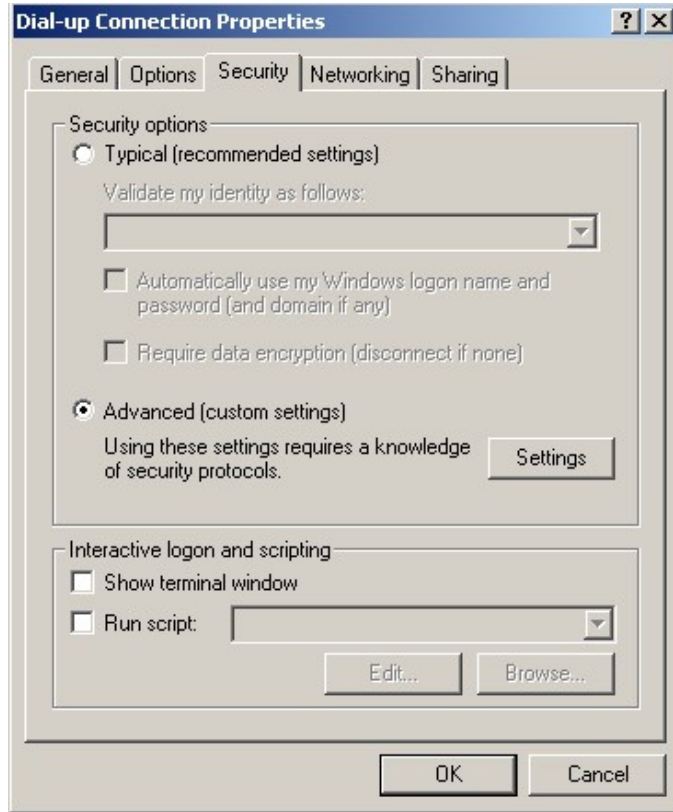 Dial-up Connection Properties
General Options Security Networking Sharing
Security options
Typical (recommended settings)
Validate my identity as follows:
Automatically use my Windows logon name and
password (and domain if any)
Require data encryption (disconnect if none)
Advanced (custom settings)
Using these settings requires a knowledge
of security protocols.
Settings
Interactive logon and scripting
Show terminal window
Run script:
Edit... Browse...
OK Cancel